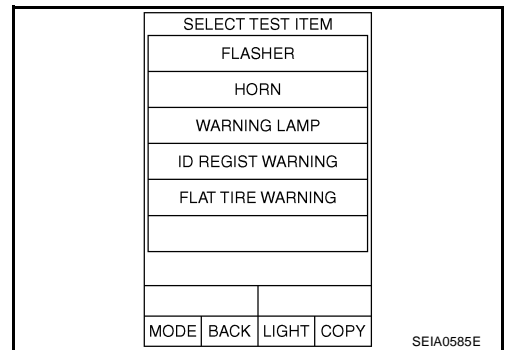 SELECT TEST ITEM
FLASHER
HORN
WARNING LAMP
ID REGIST WARNING
FLAT TIRE WARNING
MODE BACK LIGHT COPY
SEIA0585E